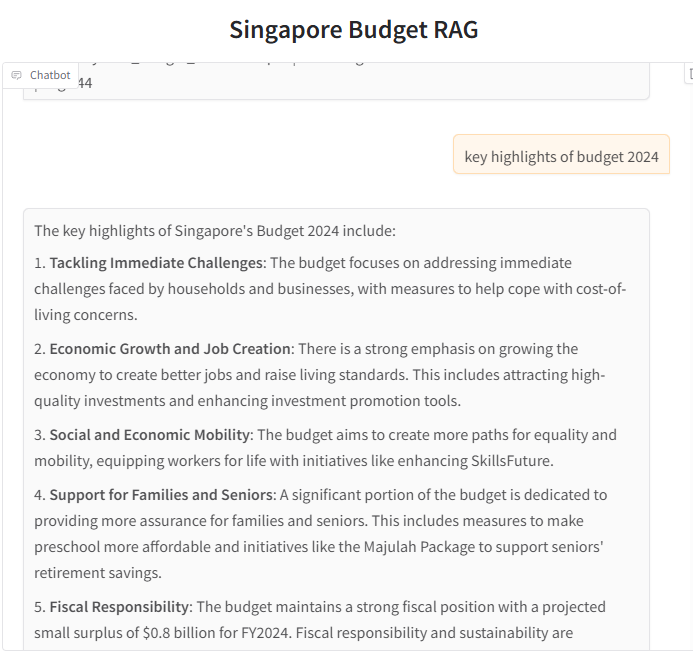 Singapore Budget RAG
Chatbot
44
key highlights of budget 2024
The key highlights of Singapore's Budget 2024 include:
1. Tackling Immediate Challenges: The budget focuses on addressing immediate
challenges faced by households and businesses, with measures to help cope with cost-of-
living concerns.
2. Economic Growth and Job Creation: There is a strong emphasis on growing the
economy to create better jobs and raise living standards. This includes attracting high-
quality investments and enhancing investment promotion tools.
3. Social and Economic Mobility: The budget aims to create more paths for equality and
mobility, equipping workers for life with initiatives like enhancing SkillsFuture.
4. Support for Families and Seniors: A significant portion of the budget is dedicated to
providing more assurance for families and seniors. This includes measures to make
preschool more affordable and initiatives like the Majulah Package to support seniors'
retirement savings.
5. Fiscal Responsibility: The budget maintains a strong fiscal position with a projected
small surplus of $0.8 billion for FY2024. Fiscal responsibility and sustainability are